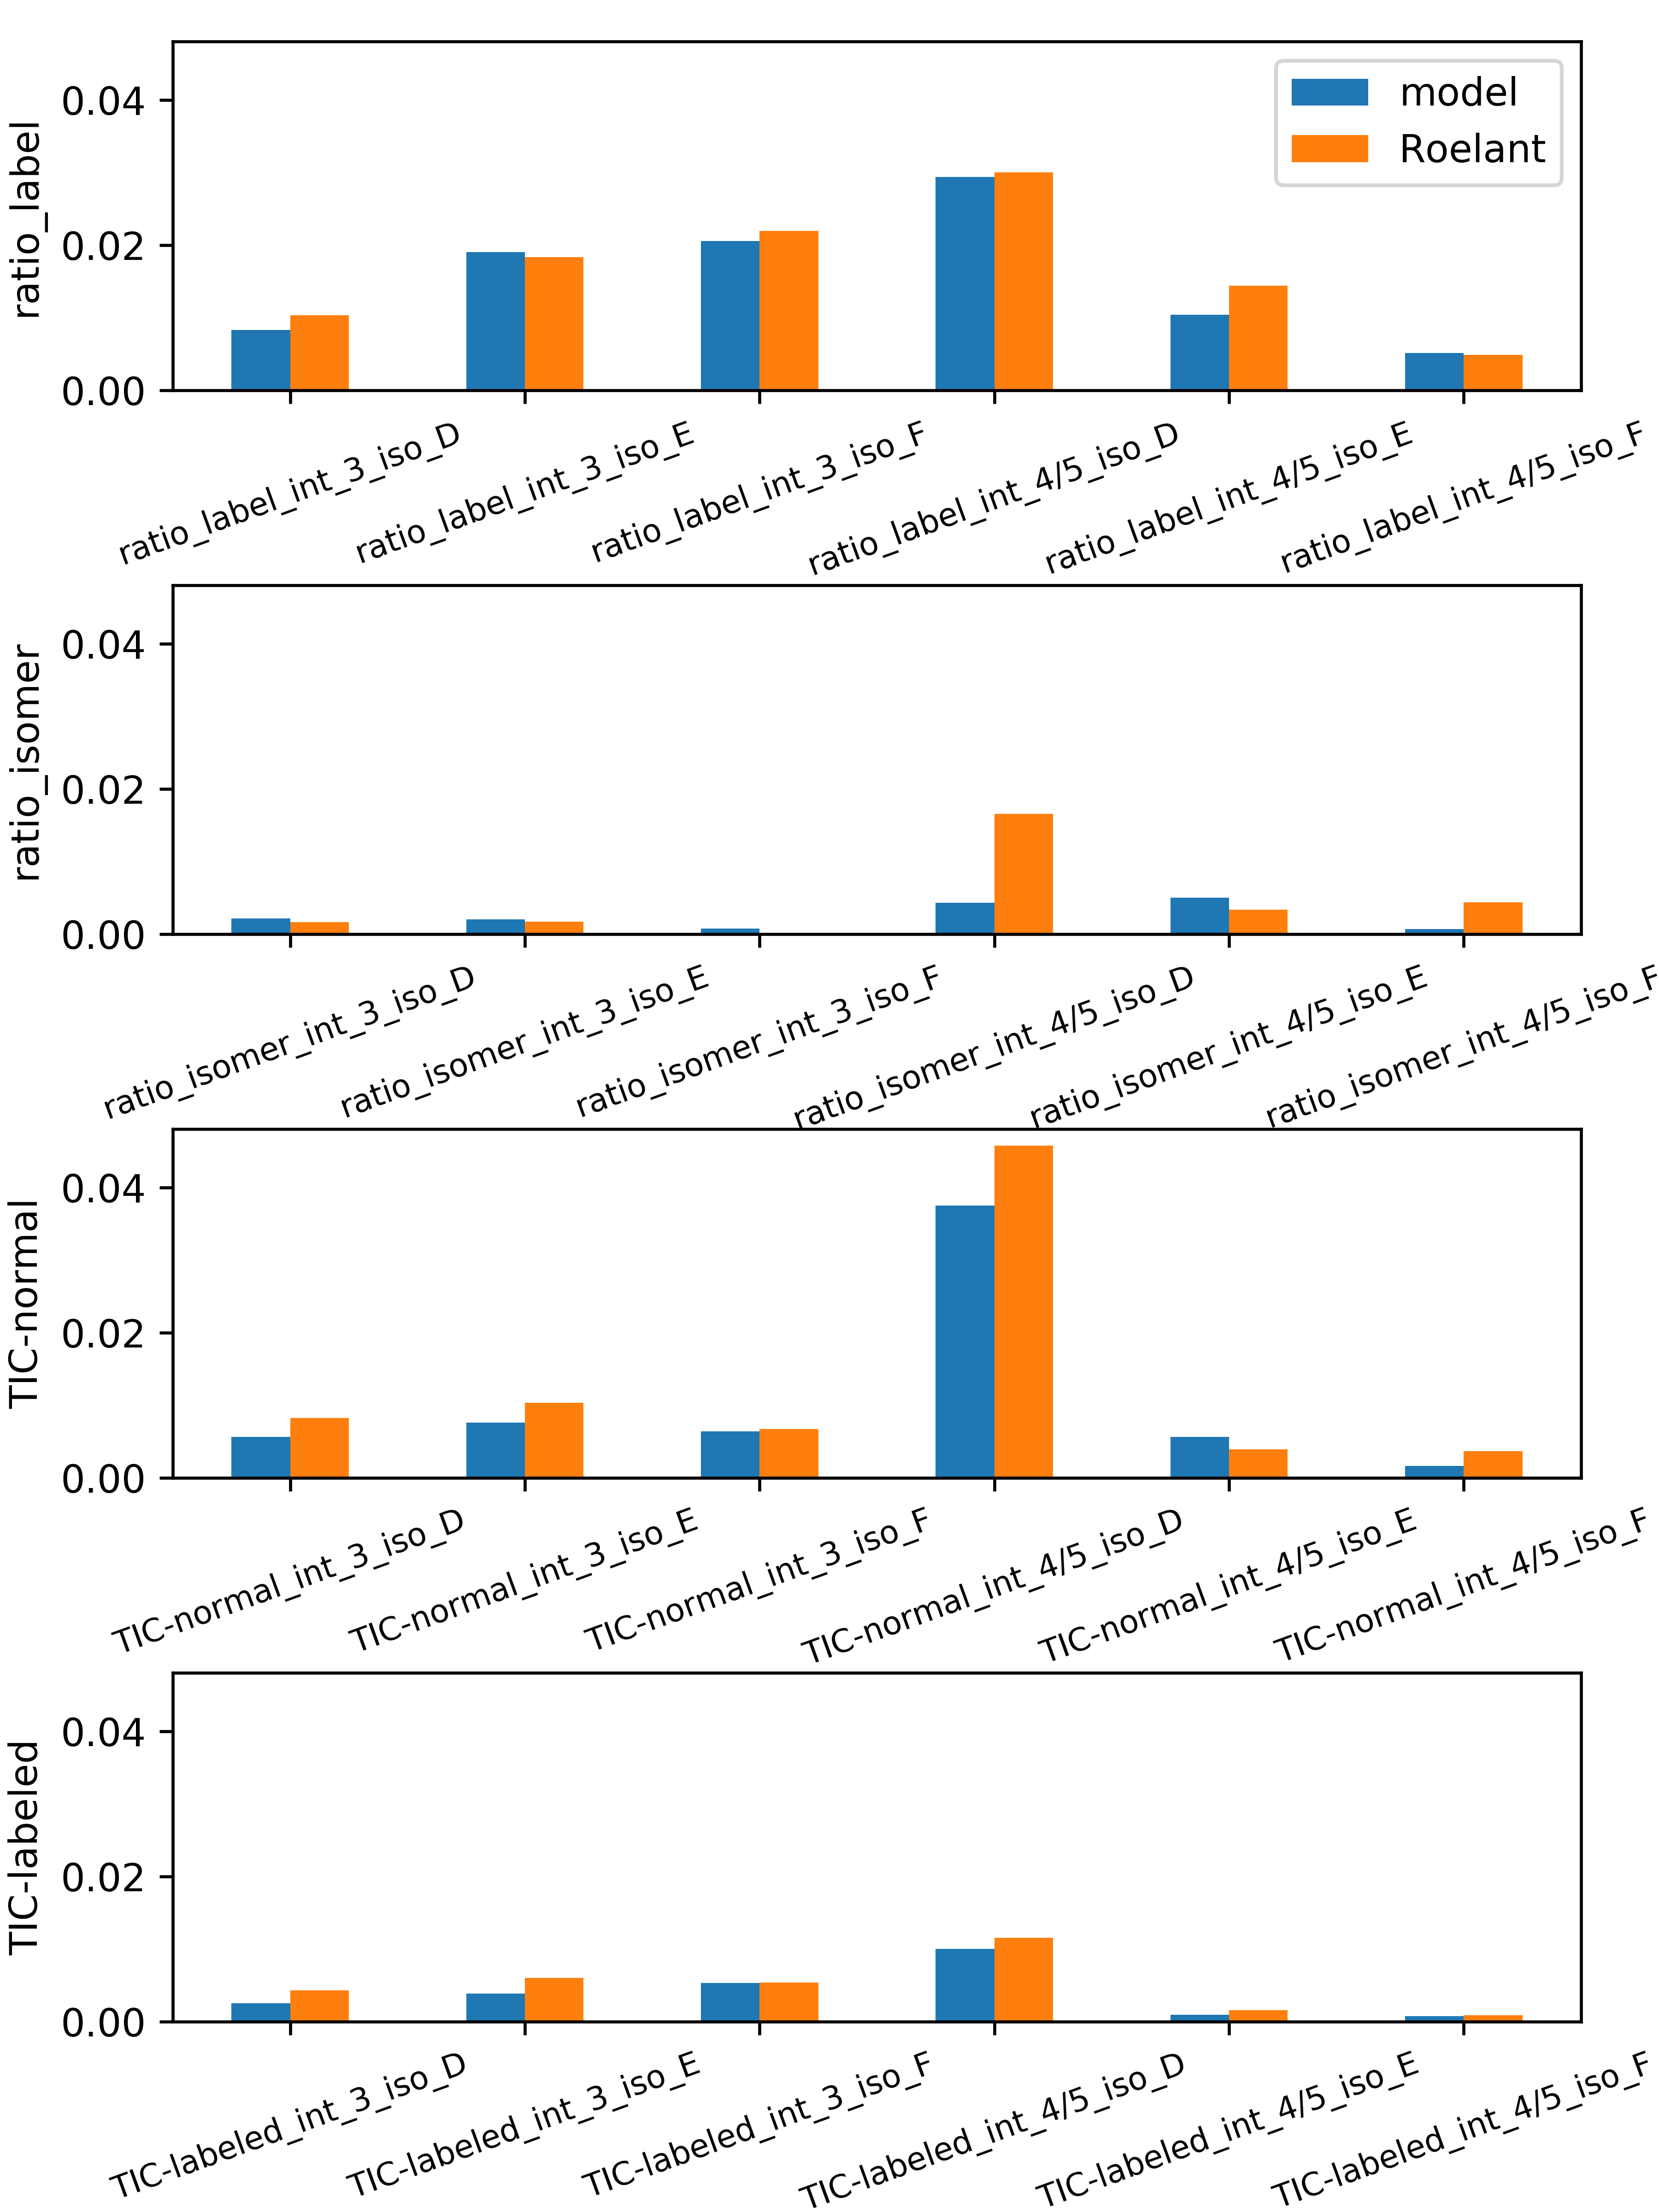 model
Roelant
ratio_label
0.04
0.02
0.00
ratio_label_int_3_iso_D
ratio_label_int_3_iso_E
ratio_label_int_3_iso_F
ratio_label_int_4/5_iso_D
ratio_label_int_4/5_iso_E
ratio_label_int_4/5_iso_F
ratio_isomer
0.04
0.02
0.00
ratio_isomer_int_3_iso_D
ratio_isomer_int_3_iso_E
ratio_isomer_int_3_iso_F
ratio_isomer_int_4/5_iso_D
ratio_isomer_int_4/5_iso_E
ratio_isomer_int_4/5_iso_F
TIC-normal
0.04
0.02
0.00
TIC-normal_int_3_iso_D
TIC-normal_int_3_iso_E
TIC-normal_int_3_iso_F
TIC-normal_int_4/5_iso_D
TIC-normal_int_4/5_iso_E
TIC-normal_int_4/5_iso_F
TIC-labeled
0.04
0.02
0.00
TIC-labeled_int_3_iso_D
TIC-labeled_int_3_iso_E
TIC-labeled_int_3_iso_F
TIC-labeled_int_4/5_iso_D
TIC-labeled_int_4/5_iso_E
TIC-labeled_int_4/5_iso_F